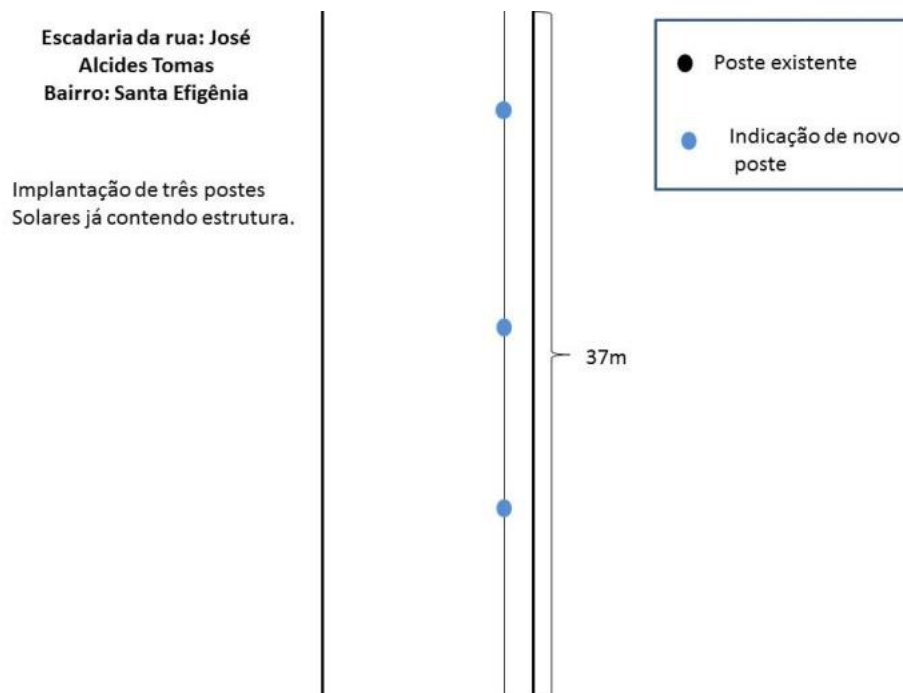 Escadaria da rua: José
Alcides Tomas
Bairro: Santa Efigênia
Implantação de três postes
Solares já contendo estrutura.
Poste existente
Indicação de novo
poste
37m